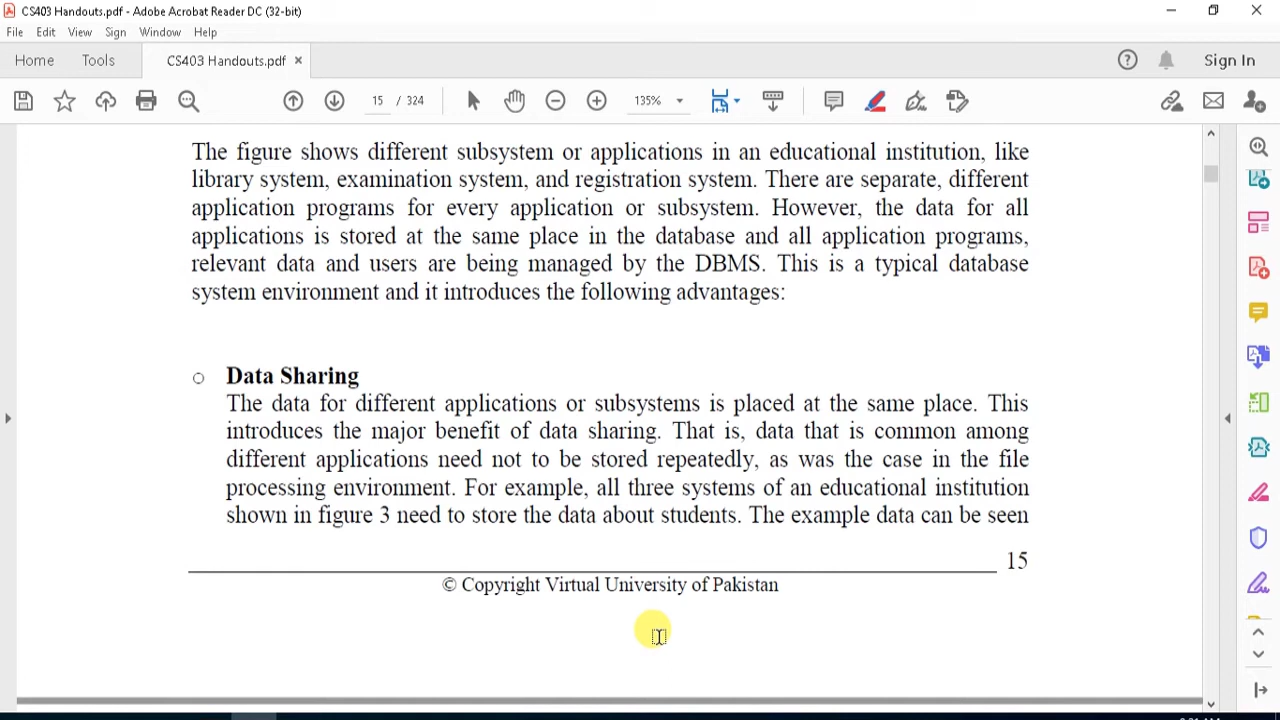 CS403 Handouts.pdf - Adobe Acrobat Reader DC (32-bit)
File Edit View Sign Window Help
Home Tools CS403 Handouts.pdf × Sign In
15 / 324 135%
The figure shows different subsystem or applications in an educational institution, like
library system, examination system, and registration system. There are separate, different
application programs for every application or subsystem. However, the data for all
applications is stored at the same place in the database and all application programs,
relevant data and users are being managed by the DBMS. This is a typical database
system environment and it introduces the following advantages:
○ Data Sharing
The data for different applications or subsystems is placed at the same place. This
introduces the major benefit of data sharing. That is, data that is common among
different applications need not to be stored repeatedly, as was the case in the file
processing environment. For example, all three systems of an educational institution
shown in figure 3 need to store the data about students. The example data can be seen
15
© Copyright Virtual University of Pakistan